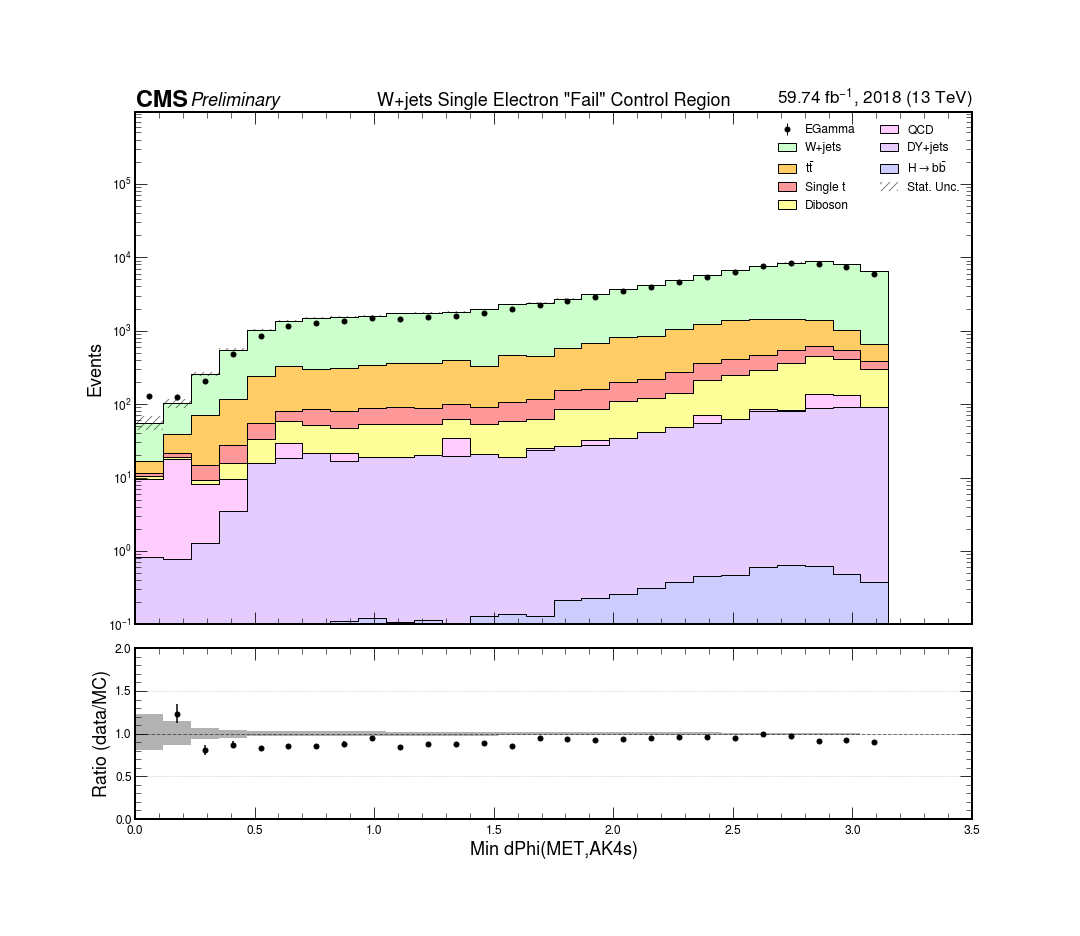 CMS Preliminary W+jets Single Electron "Fail" Control Region 59.74 fb⁻¹, 2018 (13 TeV)
EGamma QCD
W+jets DY+jets
tt̄ H→bb̄
Single t Stat. Unc.
Diboson
10⁵
10⁴
10³
10²
10¹
10⁰
10⁻¹
Events
2.0
1.5
1.0
0.5
0.0
Ratio (data/MC)
0.0 0.5 1.0 1.5 2.0 2.5 3.0 3.5
Min dPhi(MET,AK4s)